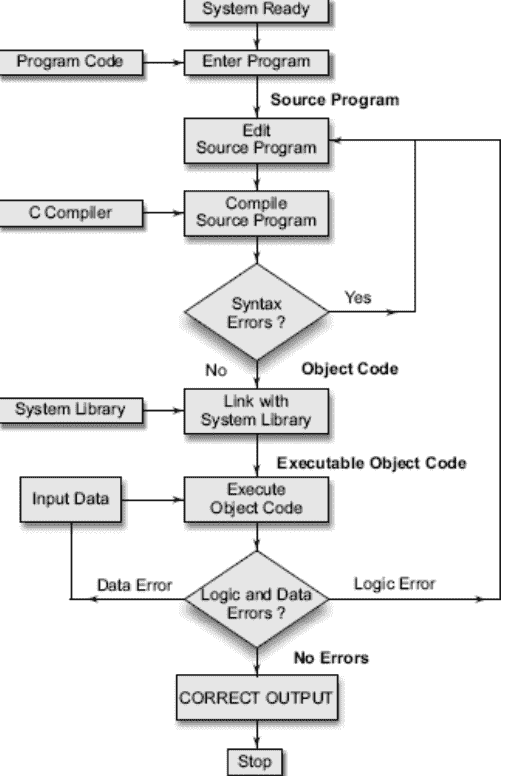 System Ready
Program Code
Enter Program
Source Program
Edit
Source Program
C Compiler
Compile
Source Program
Syntax
Errors ?
Yes
No
Object Code
System Library
Link with
System Library
Executable Object Code
Input Data
Execute
Object Code
Data Error
Logic and Data
Errors ?
Logic Error
No Errors
CORRECT OUTPUT
Stop